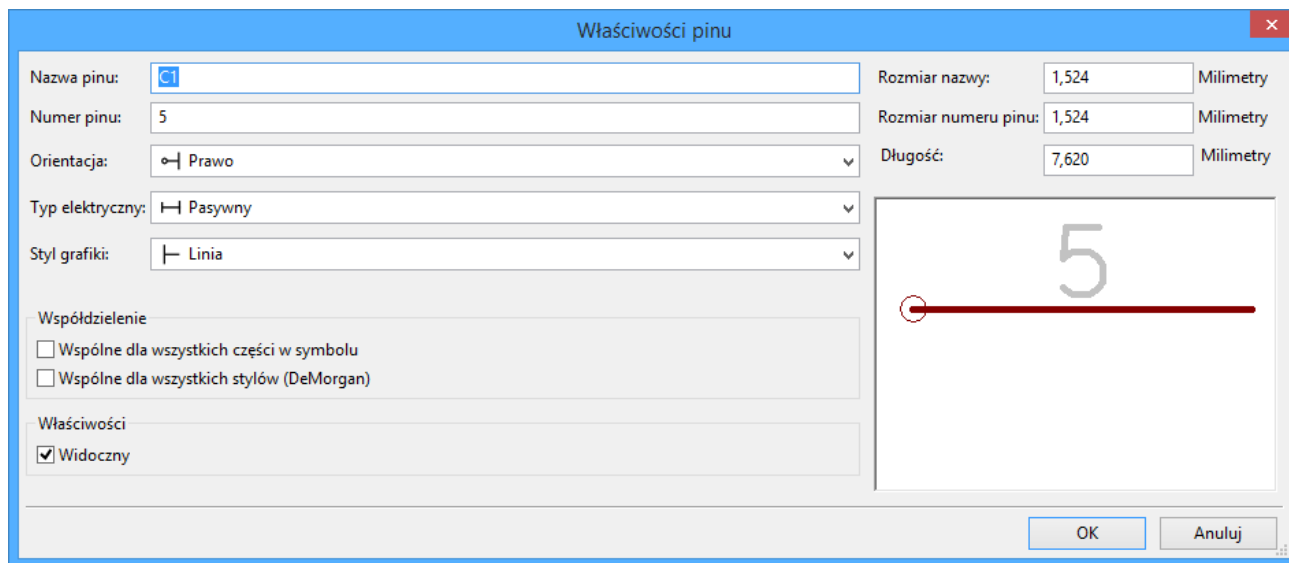 Właściwości pinu
Nazwa pinu: C1 Rozmiar nazwy: 1,524 Milimetry
Numer pinu: 5 Rozmiar numeru pinu: 1,524 Milimetry
Orientacja: Prawo Długość: 7,620 Milimetry
Typ elektryczny: Pasywny
Styl grafiki: Linia
5
Współdzielenie
Wspólne dla wszystkich części w symbolu
Wspólne dla wszystkich stylów (DeMorgan)
Właściwości
Widoczny
OK Anuluj